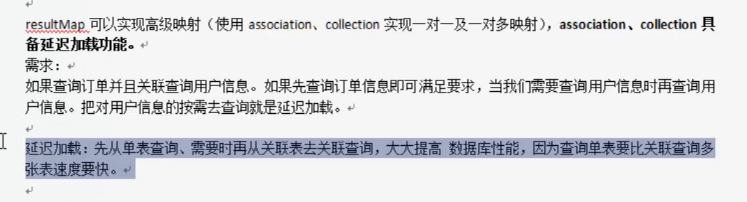 resultMap 可以实现高级映射（使用 association、collection 实现一对一及一对多映射），association、collection 具
备延迟加载功能。
需求：
如果查询订单并且关联查询用户信息。如果先查询订单信息即可满足要求，当我们需要查询用户信息时再查询用
户信息。把对用户信息的按需去查询就是延迟加载。
延迟加载：先从单表查询、需要时再从关联表去关联查询，大大提高 数据库性能，因为查询单表要比关联查询多
张表速度要快。